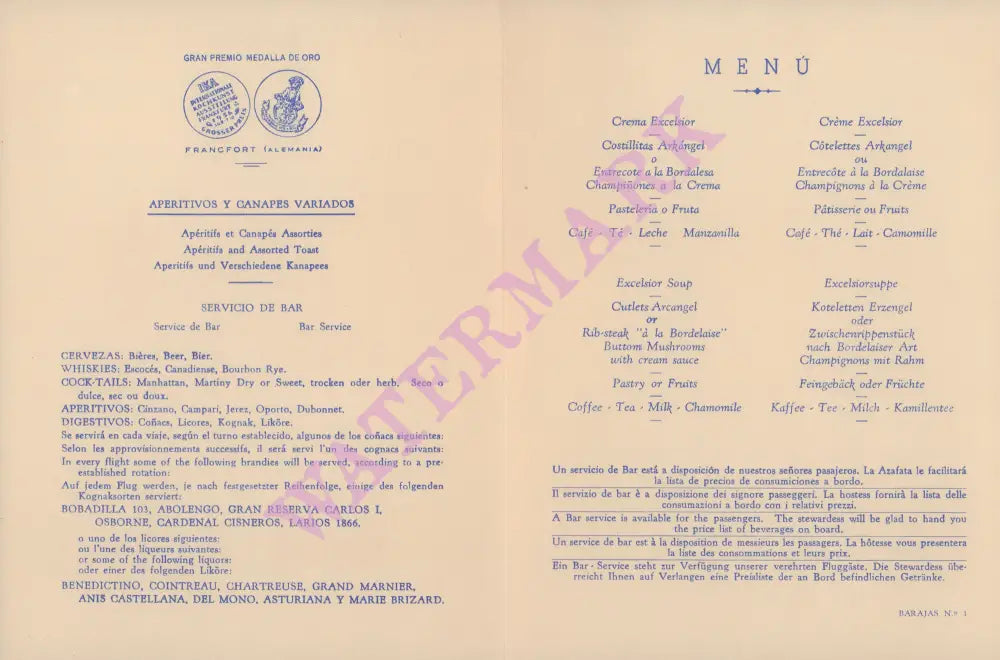 GRAN PREMIO MEDALLA DE ORO
IKA
INTERNATIONALE
KOCHKUNST
AUSSTELLUNG
FRANKFURT
1956
GROSSER PREIS
FRANCFORT (ALEMANIA)
APERITIVOS Y CANAPES VARIADOS
Apéritifs et Canapés Assorties
Apéritifs and Assorted Toast
Aperitifs und Verschiedene Kanapees
SERVICIO DE BAR
Service de Bar Bar Service
CERVEZAS: Bières, Beer, Bier.
WHISKIES: Escocés, Canadiense, Bourbon Rye.
COCK-TAILS: Manhattan, Martiny Dry or Sweet, trocken oder herb. Seco o
dulce, sec ou doux.
APERITIVOS: Cinzano, Campari, Jerez, Oporto, Dubonnet.
DIGESTIVOS: Coñacs, Licores, Kognak, Liköre.
Se servirá en cada viaje, según el turno establecido, algunos de los coñacs siguientes:
Selon les approvisionnements successifs, il será servi l'un des cognacs suivants:
In every flight some of the following brandies will be served, according to a pre-
established rotation:
Auf jedem Flug werden, je nach festgesetzter Reihenfolge, einige des folgenden
Kognaksorten serviert:
BOBADILLA 103, ABOLENGO, GRAN RESERVA CARLOS I,
OSBORNE, CARDENAL CISNEROS, LARIOS 1866,
o uno de los licores siguientes:
ou l'une des liqueurs suivantes:
or some of the following liquors:
oder einer des folgenden Liköre:
BENEDICTINO, COINTREAU, CHARTREUSE, GRAND MARNIER,
ANIS CASTELLANA, DEL MONO, ASTURIANA Y MARIE BRIZARD.
MENÚ
Crema Excelsior
Costillitas Arkángel
o
Entrecote a la Bordalesa
Champiñones a la Crema
Pastelería o Fruta
Café - Té - Leche Manzanilla
Crème Excelsior
Côtelettes Arkangel
ou
Entrecôte à la Bordalaise
Champignons à la Crème
Pâtisserie ou Fruits
Café - Thé - Lait - Camomille
Excelsior Soup
Cutlets Arcangel
or
Rib-steak "à la Bordelaise"
Buttom Mushrooms
with cream sauce
Pastry or Fruits
Coffee - Tea - Milk - Chamomile
Excelsiorsuppe
Koteletten Erzengel
oder
Zwischenrippenstück
nach Bordelaiser Art
Champignons mit Rahm
Feingebäck oder Früchte
Kaffee - Tee - Milch - Kamillentee
Un servicio de Bar está a disposición de nuestros señores pasajeros. La Azafata le facilitará
la lista de precios de consumiciones a bordo.
Il servizio de bar è a disposizione dei signore passeggeri. La hostess fornirà la lista delle
consumazioni a bordo con i relativi prezzi.
A Bar service is available for the passengers. The stewardess will be glad to hand you
the price list of beverages on board.
Un service de bar est à la disposition de messieurs les passagers. La hôtesse vous presentera
la liste des consommations et leurs prix.
Ein Bar-Service steht zur Verfügung unserer verehrten Fluggäste. Die Stewardess übe-
rreicht Ihnen auf Verlangen eine Preisliste der an Bord befindlichen Getränke.
BARAJAS N.º 1
WATERMARK